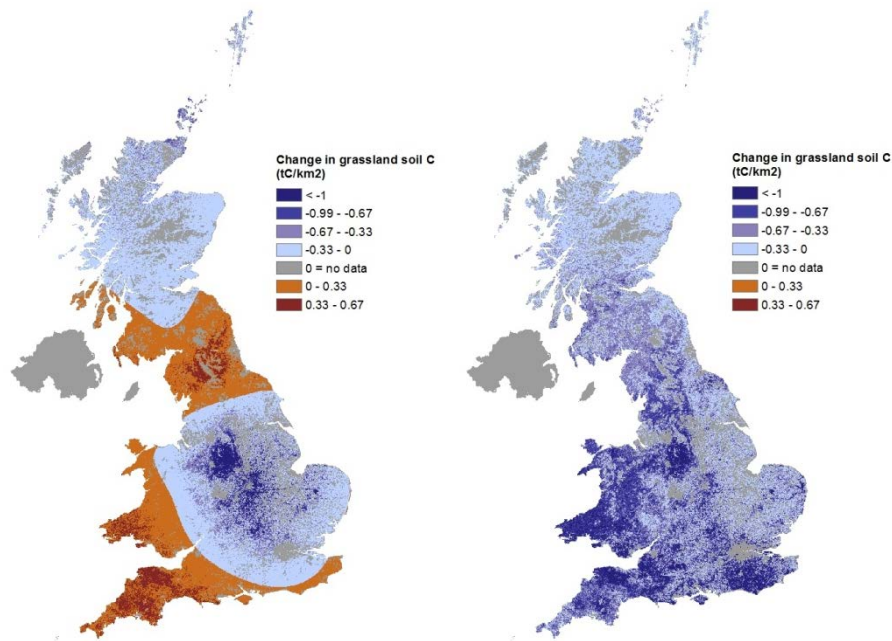 Change in grassland soil C
(tC/km2)
< -1
-0.99 - -0.67
-0.67 - -0.33
-0.33 - 0
0 = no data
0 - 0.33
0.33 - 0.67
Change in grassland soil C
(tC/km2)
< -1
-0.99 - -0.67
-0.67 - -0.33
-0.33 - 0
0 = no data
0 - 0.33
0.33 - 0.67